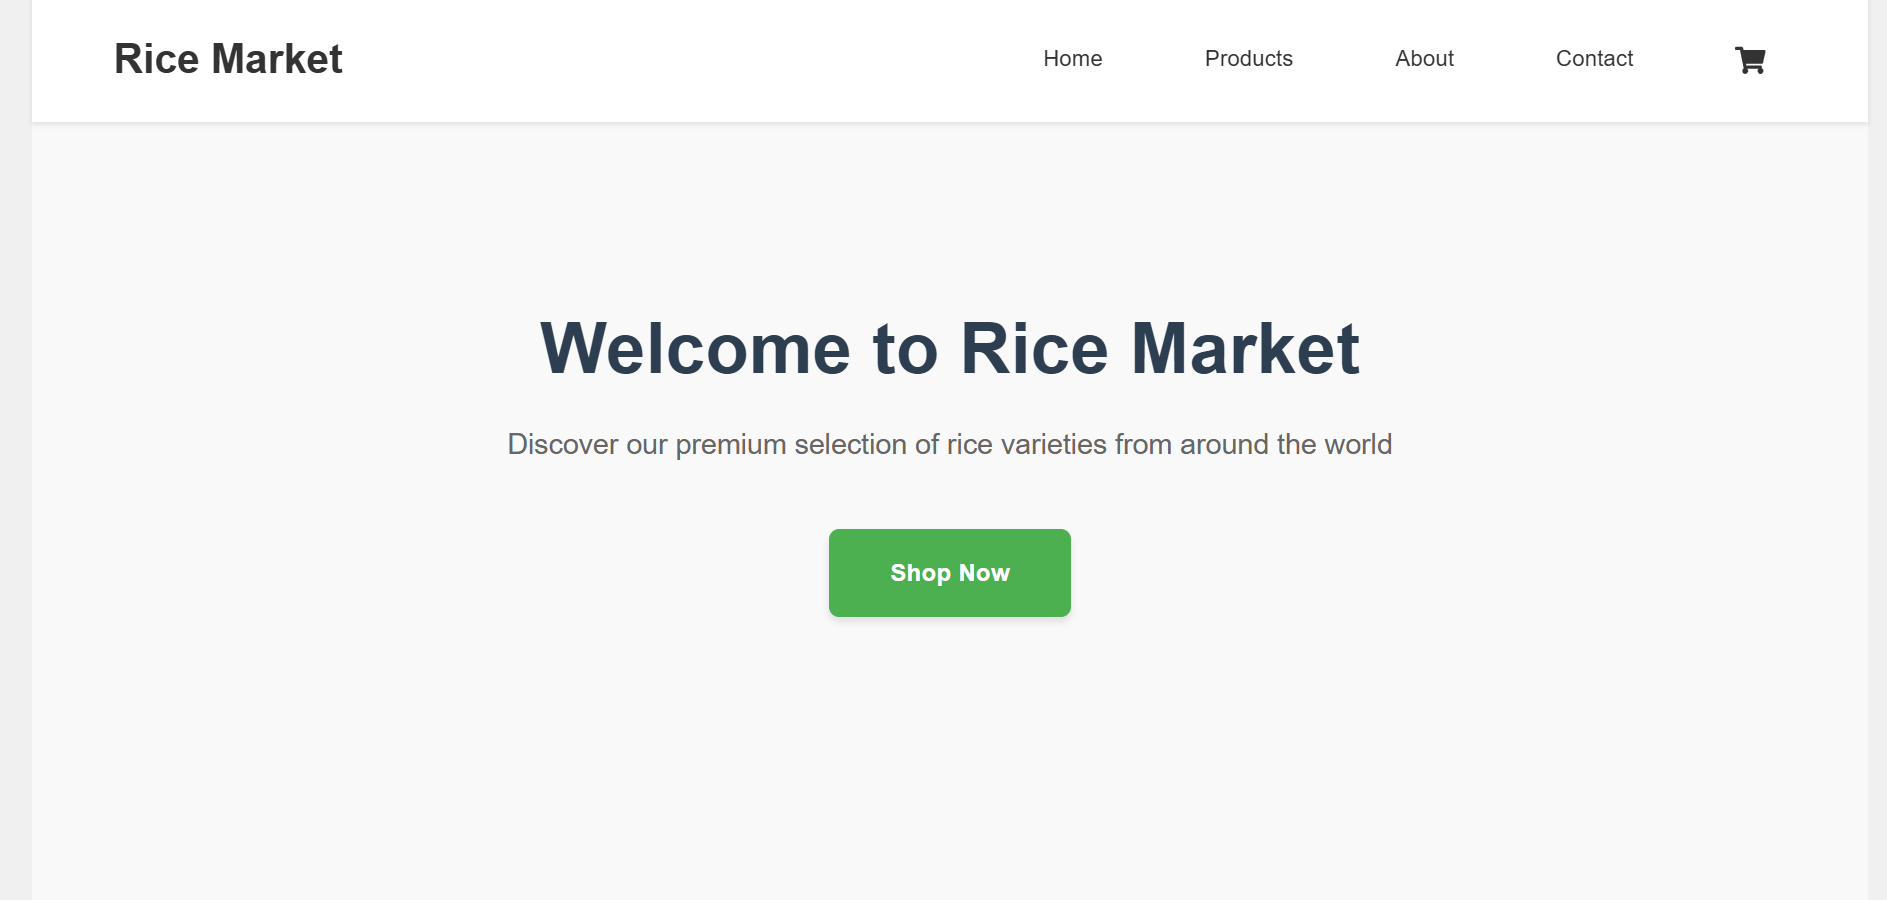 Rice Market
Home Products About Contact
Welcome to Rice Market
Discover our premium selection of rice varieties from around the world
Shop Now